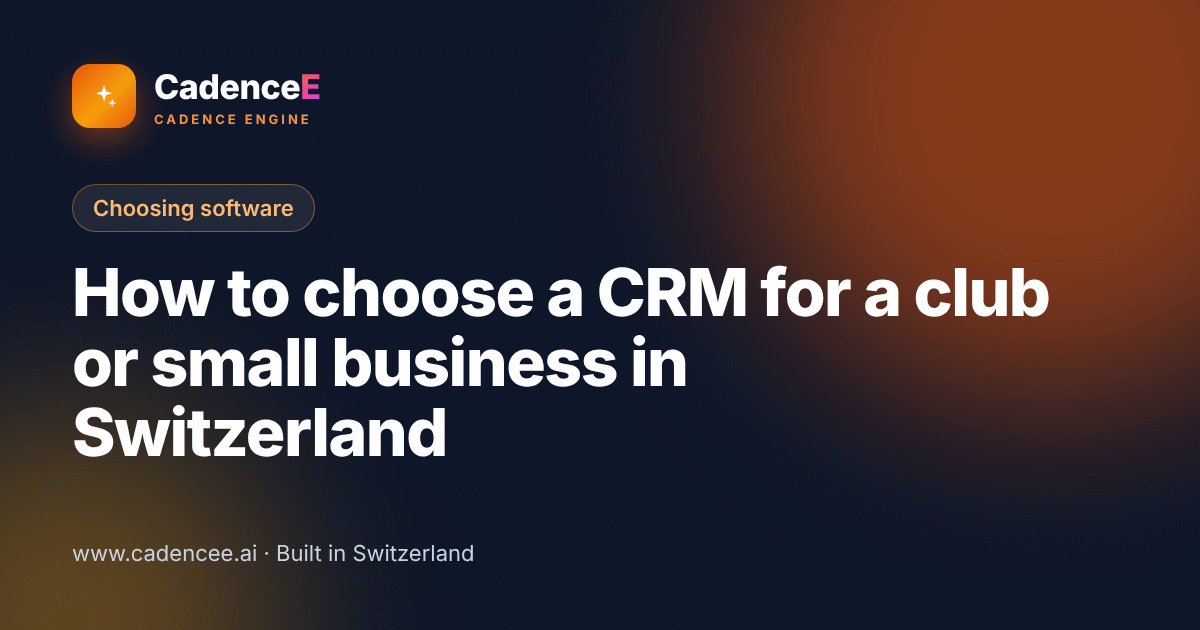 CadenceE
CADENCE ENGINE
Choosing software
How to choose a CRM for a club
or small business in
Switzerland
www.cadencee.ai · Built in Switzerland